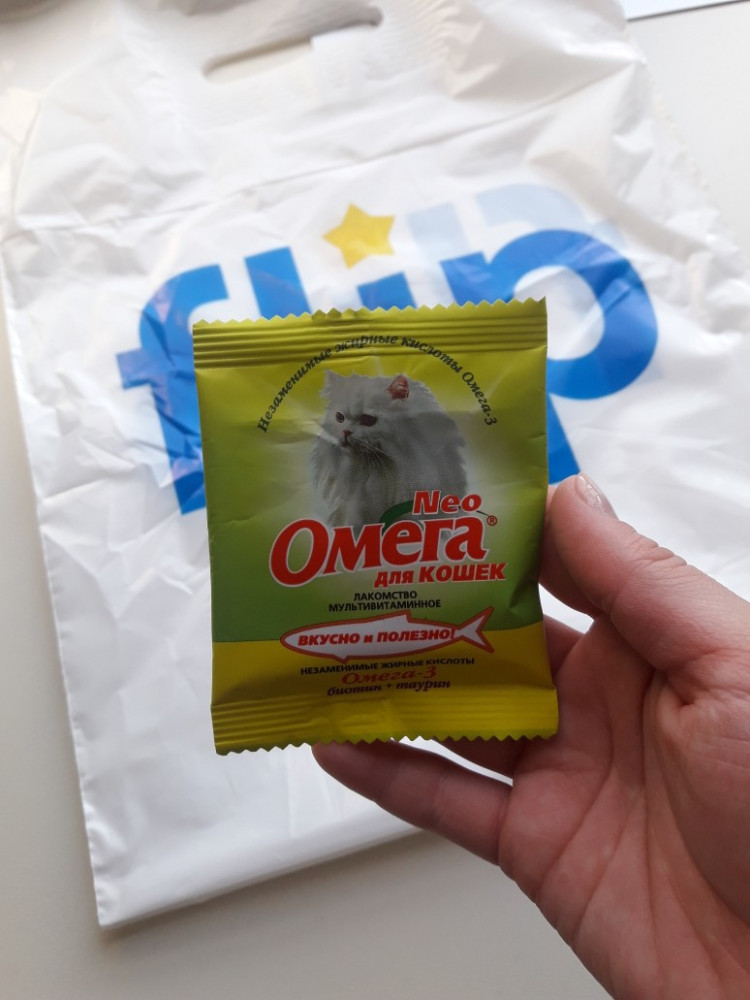 flip
Незаменимые жирные кислоты Омега-3
Neo
Омега®
для кошек
лакомство
мультивитаминное
вкусно и полезно!
незаменимые жирные кислоты
Омега-3
биотин + таурин